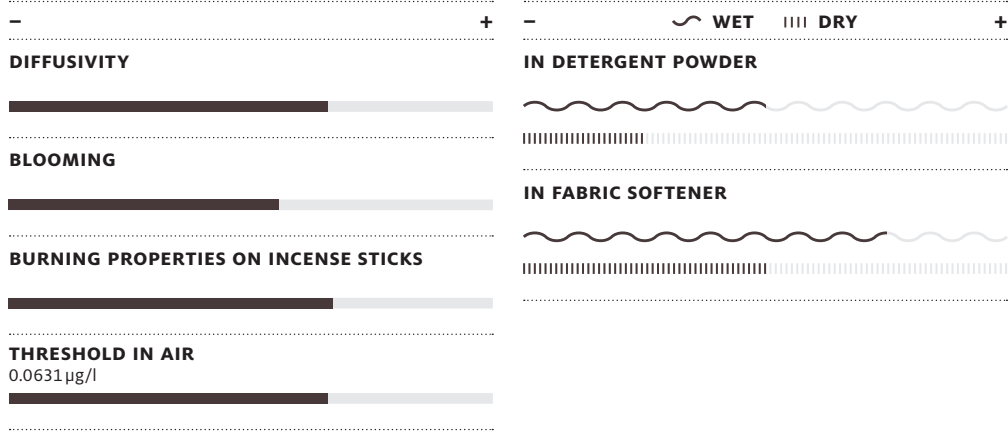 − +
DIFFUSIVITY
BLOOMING
BURNING PROPERTIES ON INCENSE STICKS
THRESHOLD IN AIR
0.0631 µg/l
− WET DRY +
IN DETERGENT POWDER
IN FABRIC SOFTENER